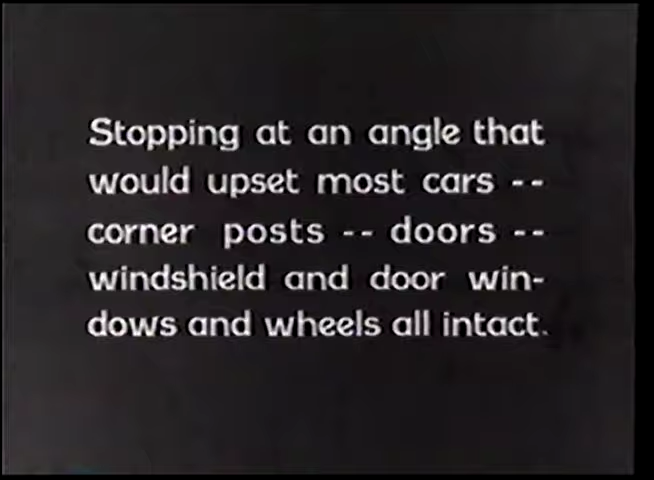 Stopping at an angle that
would upset most cars --
corner posts -- doors --
windshield and door win-
dows and wheels all intact.